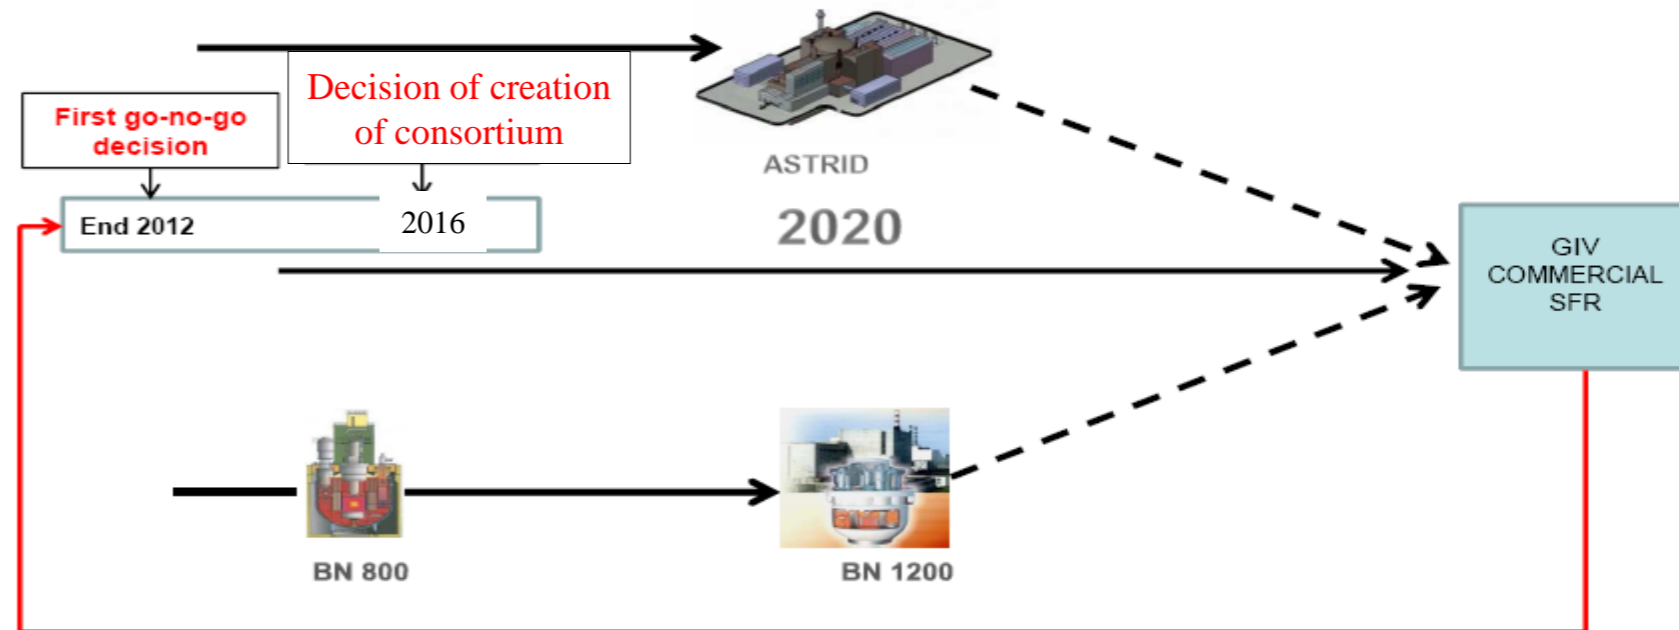 First go-no-go
decision
Decision of creation
of consortium
ASTRID
End 2012
2016
2020
GIV
COMMERCIAL
SFR
BN 800
BN 1200